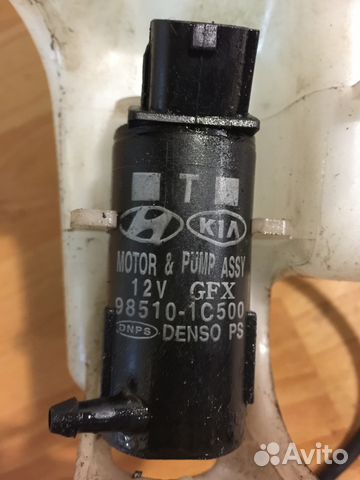 T
KIA
MOTOR & PUMP ASSY
12V GFX
98510-1C500
DNPS DENSO PS
Avito